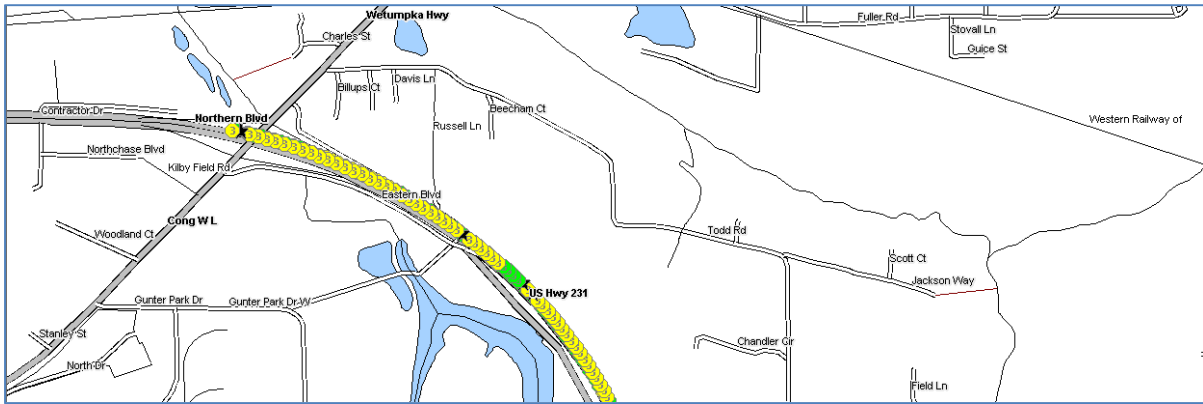 Wetumpka Hwy
Fuller Rd
Stovall Ln
Charles St
Guice St
Davis Ln
Billups Ct
Contractor Dr
Northern Blvd
Beecham Ct
Western Railway of
Russell Ln
3
Northchase Blvd
Kilby Field Rd
Eastern Blvd
Cong W L
Woodland Ct
Todd Rd
Scott Ct
Jackson Way
US Hwy 231
Gunter Park Dr
Gunter Park Dr W
Stanley St
Chandler Cir
North Dr
Field Ln